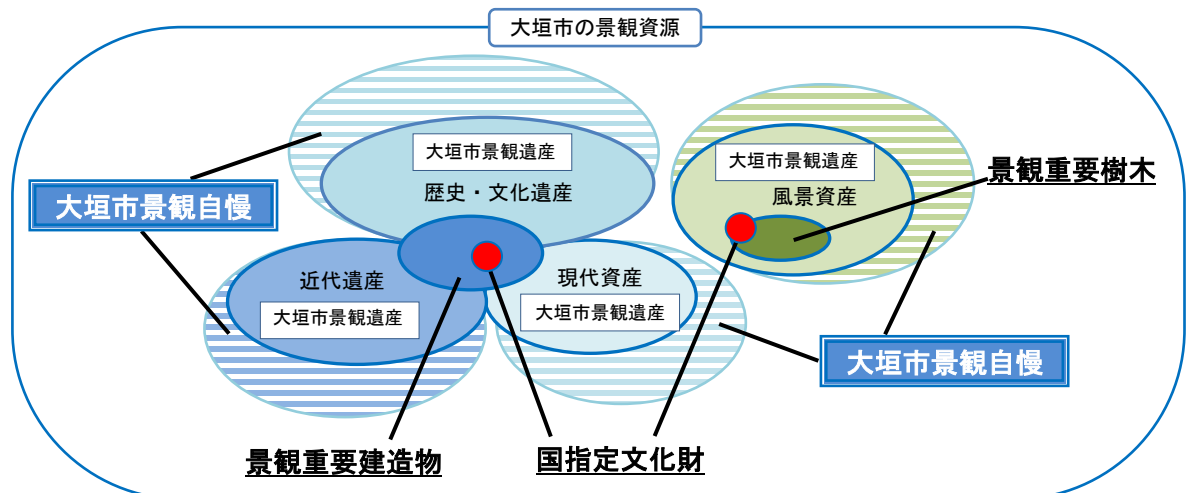 大垣市の景観資源
大垣市景観遺産
歴史・文化遺産
大垣市景観遺産
風景資産
景観重要樹木
大垣市景観自慢
近代遺産
大垣市景観遺産
現代資産
大垣市景観遺産
大垣市景観自慢
景観重要建造物
国指定文化財